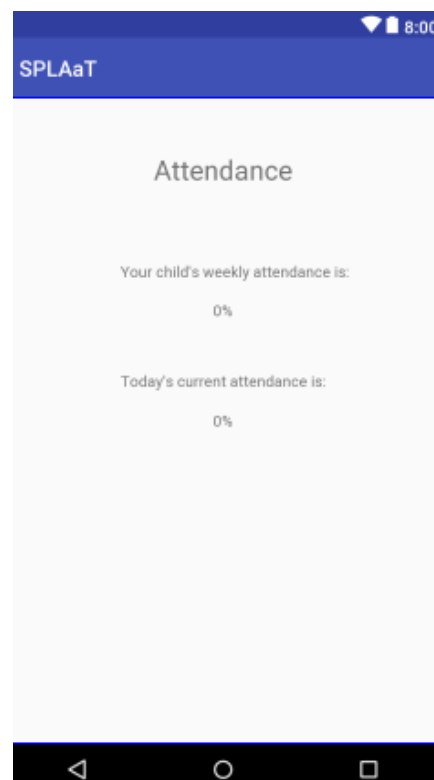 8:00
SPLAaT
Attendance
Your child's weekly attendance is:
0%
Today's current attendance is:
0%